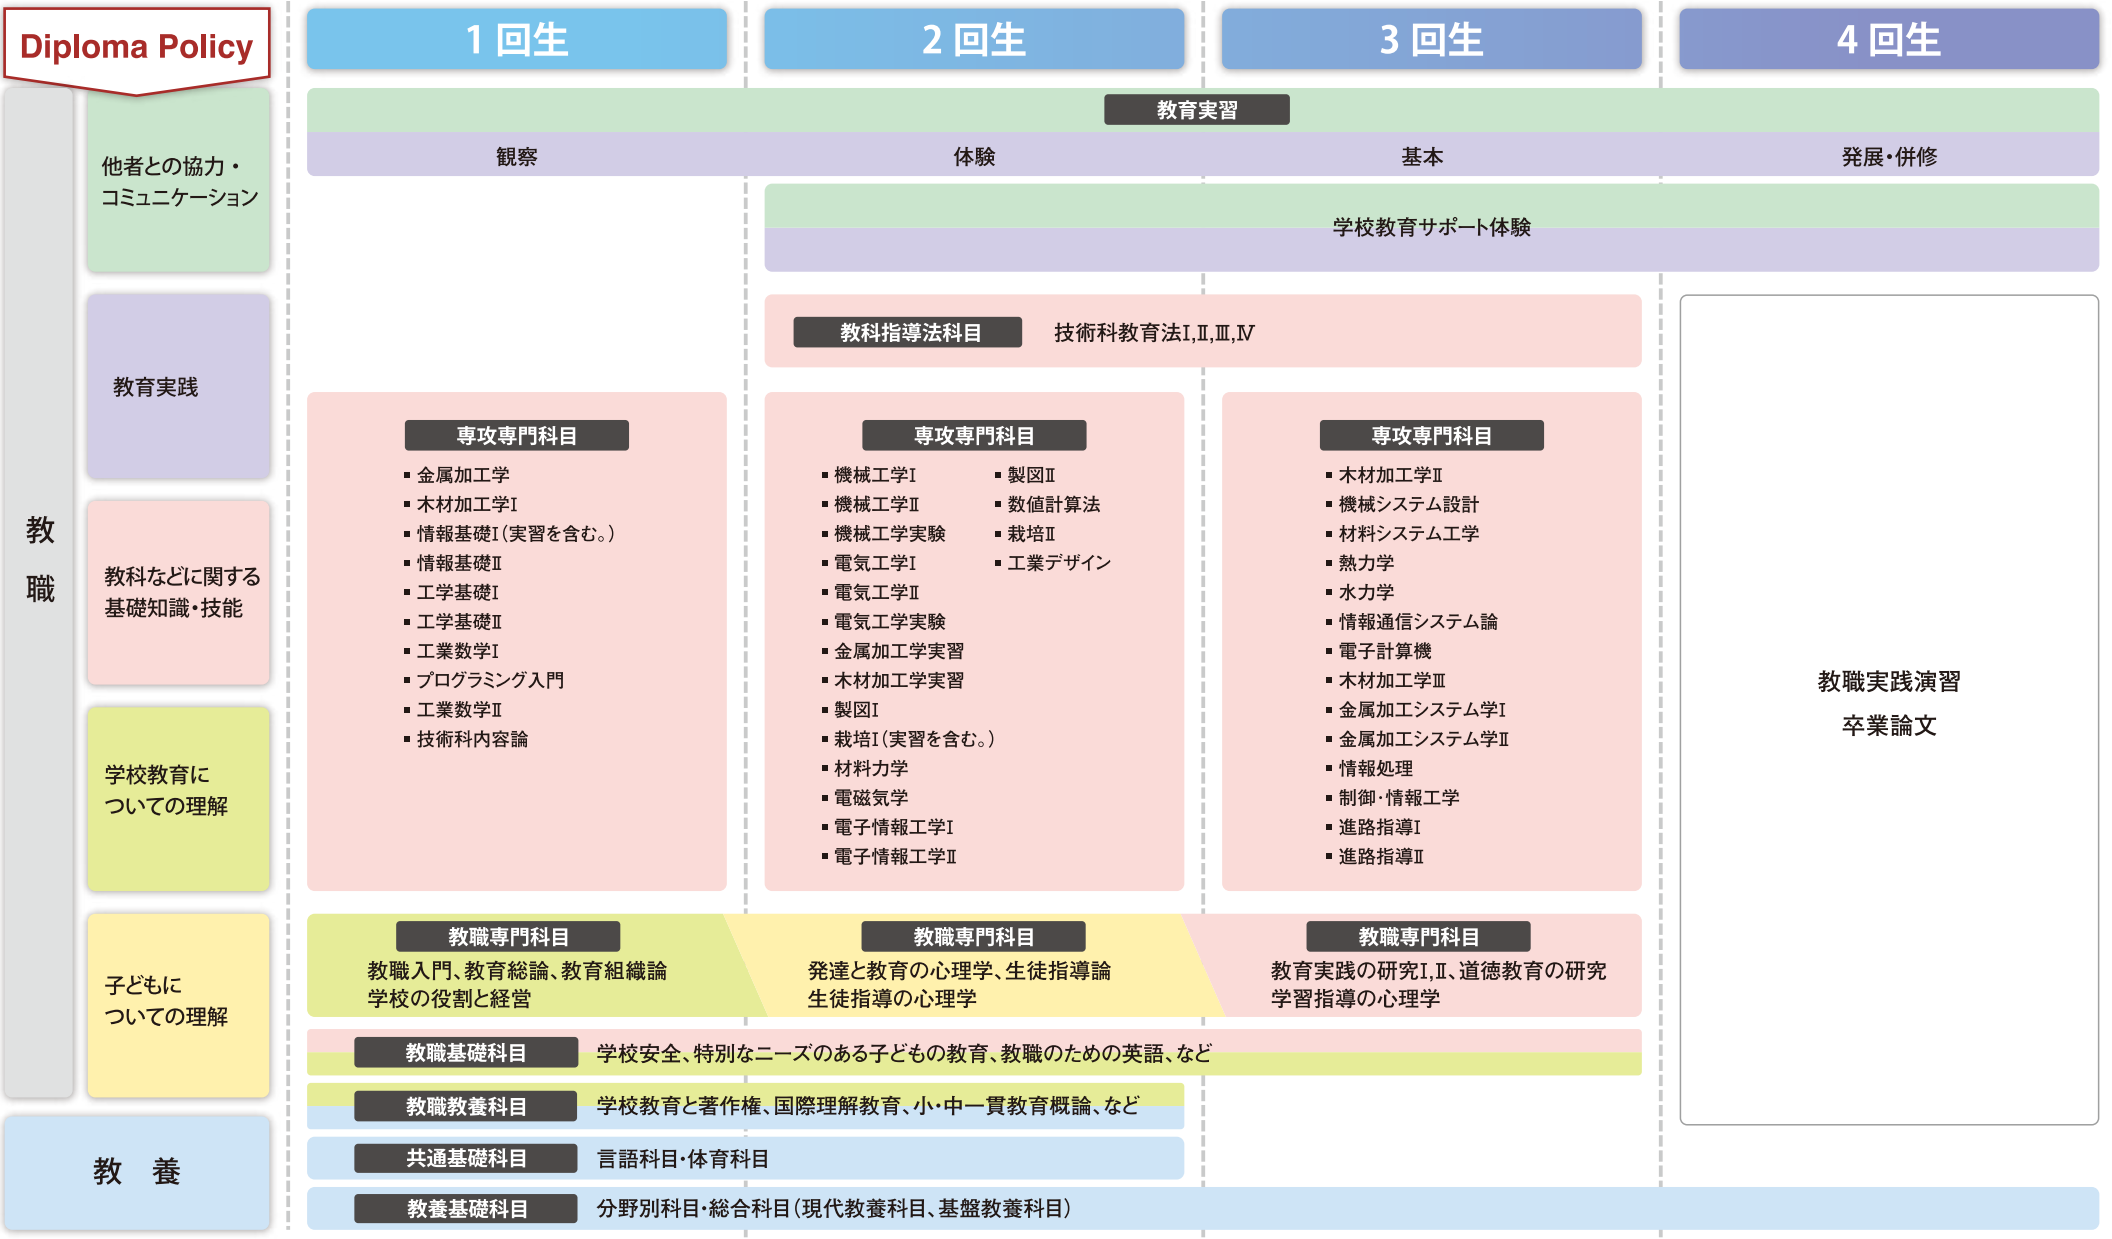 Diploma Policy
1 回生
2 回生
3 回生
4 回生
教職
他者との協力・
コミュニケーション
教育実践
教科などに関する
基礎知識・技能
学校教育に
ついての理解
子どもに
ついての理解
教 養
教育実習
観察
体験
基本
発展・併修
学校教育サポート体験
教科指導法科目 技術科教育法Ⅰ,Ⅱ,Ⅲ,Ⅳ
専攻専門科目
▪ 金属加工学
▪ 木材加工学Ⅰ
▪ 情報基礎Ⅰ（実習を含む。）
▪ 情報基礎Ⅱ
▪ 工学基礎Ⅰ
▪ 工学基礎Ⅱ
▪ 工業数学Ⅰ
▪ プログラミング入門
▪ 工業数学Ⅱ
▪ 技術科内容論
専攻専門科目
▪ 機械工学Ⅰ
▪ 機械工学Ⅱ
▪ 機械工学実験
▪ 電気工学Ⅰ
▪ 電気工学Ⅱ
▪ 電気工学実験
▪ 金属加工学実習
▪ 木材加工学実習
▪ 製図Ⅰ
▪ 栽培Ⅰ（実習を含む。）
▪ 材料力学
▪ 電磁気学
▪ 電子情報工学Ⅰ
▪ 電子情報工学Ⅱ
▪ 製図Ⅱ
▪ 数値計算法
▪ 栽培Ⅱ
▪ 工業デザイン
専攻専門科目
▪ 木材加工学Ⅱ
▪ 機械システム設計
▪ 材料システム工学
▪ 熱力学
▪ 水力学
▪ 情報通信システム論
▪ 電子計算機
▪ 木材加工学Ⅲ
▪ 金属加工システム学Ⅰ
▪ 金属加工システム学Ⅱ
▪ 情報処理
▪ 制御・情報工学
▪ 進路指導Ⅰ
▪ 進路指導Ⅱ
教職実践演習
卒業論文
教職専門科目
教職入門、教育総論、教育組織論
学校の役割と経営
教職専門科目
発達と教育の心理学、生徒指導論
生徒指導の心理学
教職専門科目
教育実践の研究Ⅰ,Ⅱ、道徳教育の研究
学習指導の心理学
教職基礎科目 学校安全、特別なニーズのある子どもの教育、教職のための英語、など
教職教養科目 学校教育と著作権、国際理解教育、小・中一貫教育概論、など
共通基礎科目 言語科目・体育科目
教養基礎科目 分野別科目・総合科目（現代教養科目、基盤教養科目）